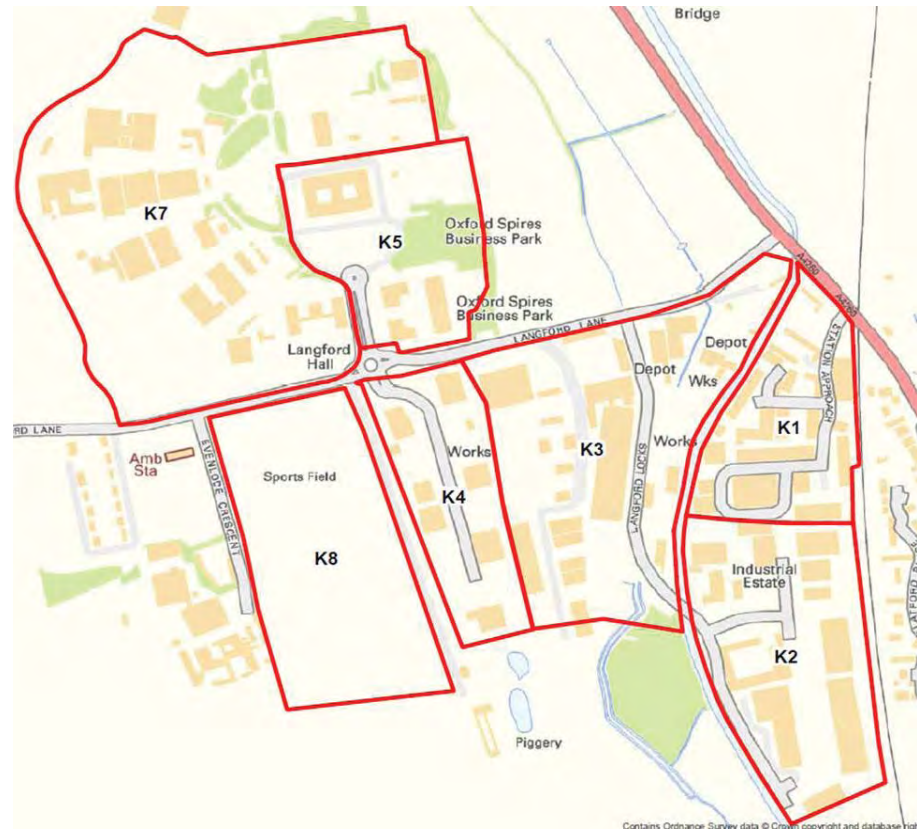 Bridge
K7
Oxford Spires
Business Park
K5
A4260
Oxford Spires
Business Park
A4260
LANGFORD LANE
Langford
Hall
STATION APPROACH
Depot
Depot
Wks
RD LANE
Works
Works
K1
K3
Amb
Sta
EVENLODE CRESCENT
Sports Field
K4
LANGFORD LOCKS
K8
Industrial
Estate
K2
Piggery
Contains Ordnance Survey data © Crown copyright and database righ